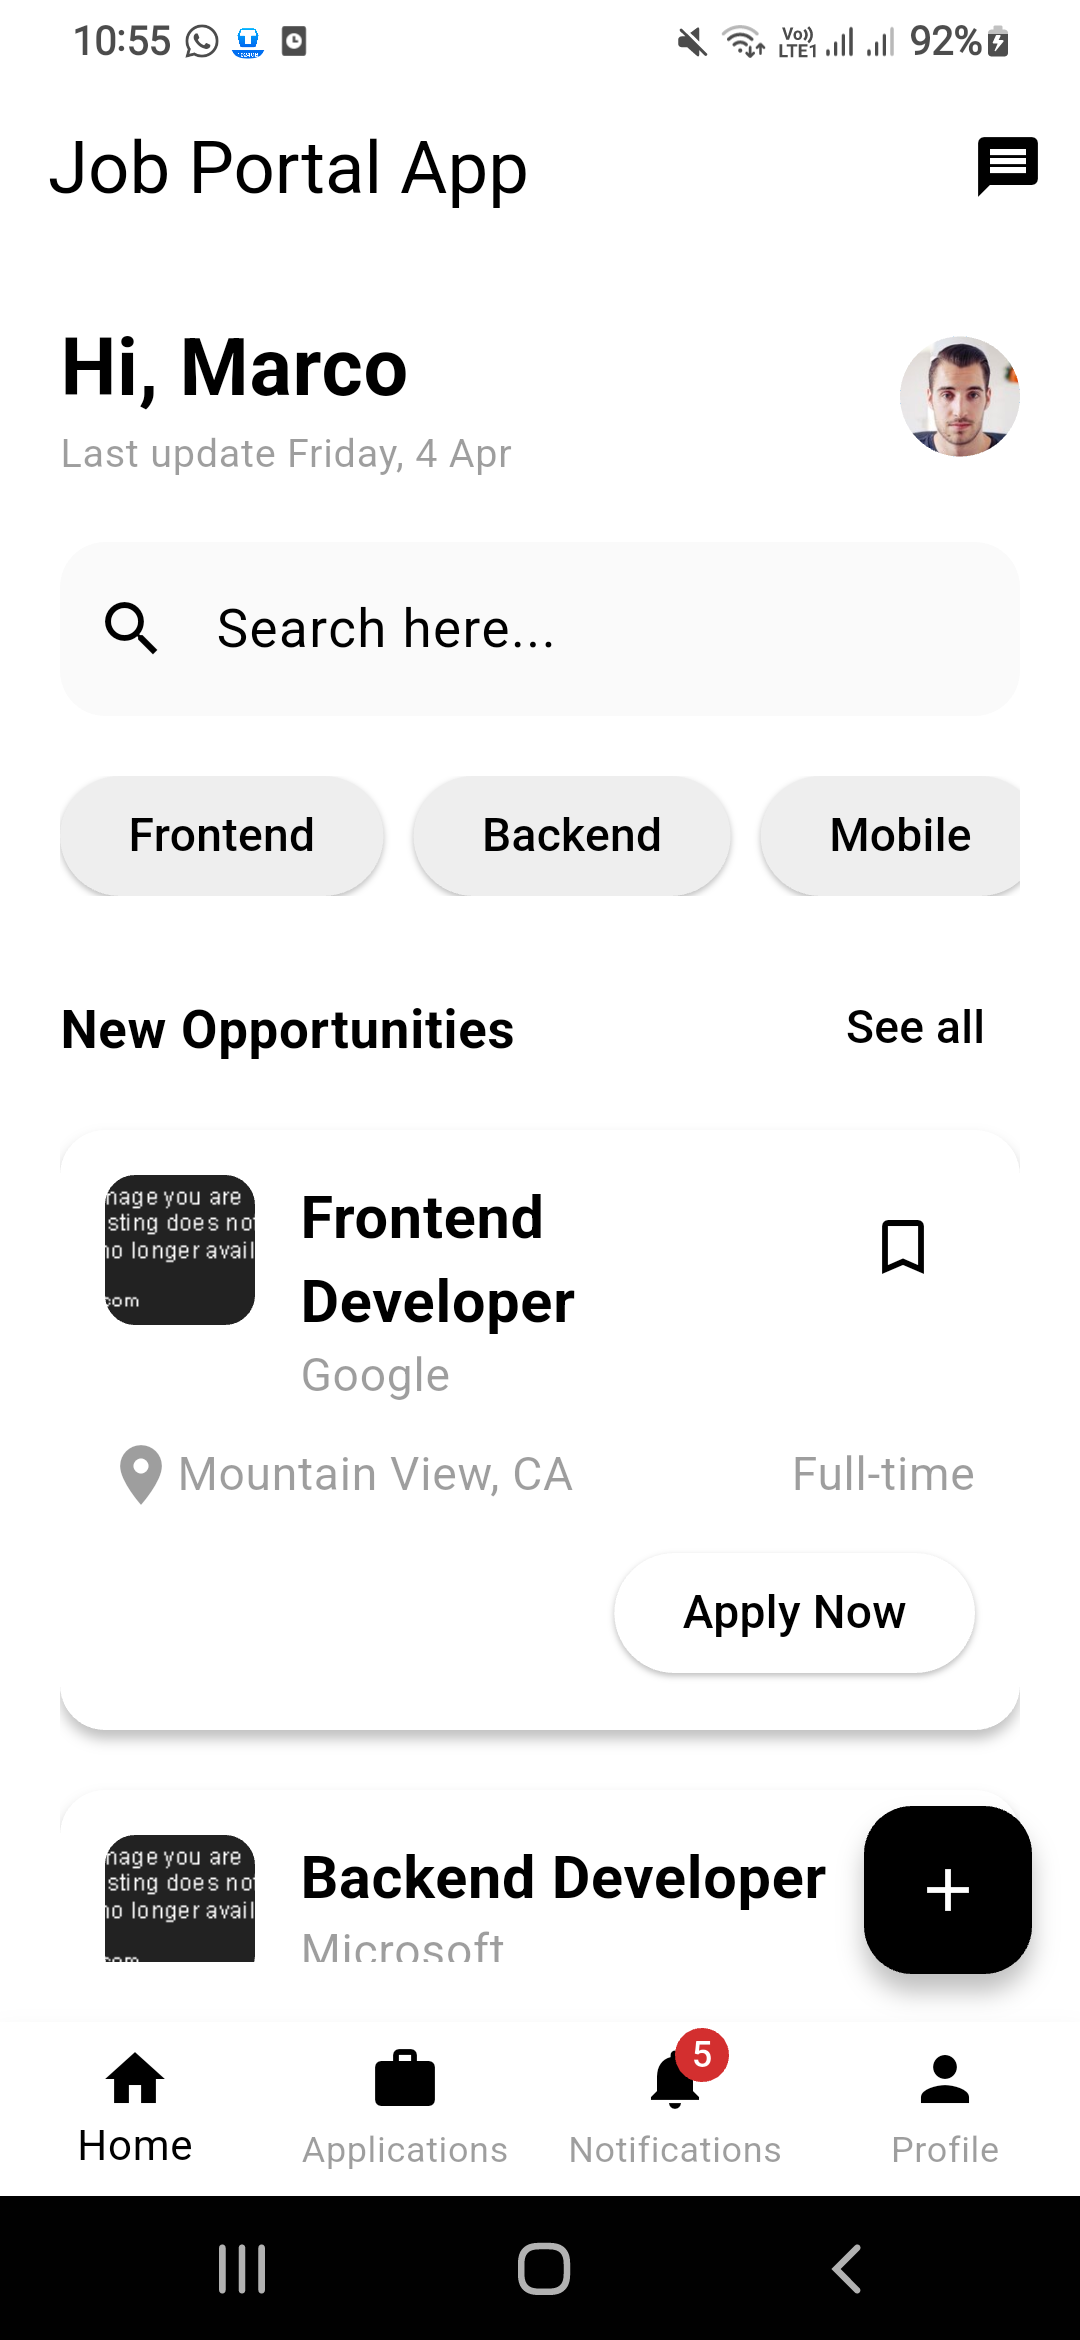 10:55
Vo)) LTE1 92%
Job Portal App
Hi, Marco
Last update Friday, 4 Apr
Search here...
Frontend Backend Mobile
New Opportunities See all
nage you are
sting does not
no longer avail
com
Frontend
Developer
Google
Mountain View, CA Full-time
Apply Now
nage you are
sting does not
no longer avail
com
Backend Developer
Microsoft
5
Home Applications Notifications Profile